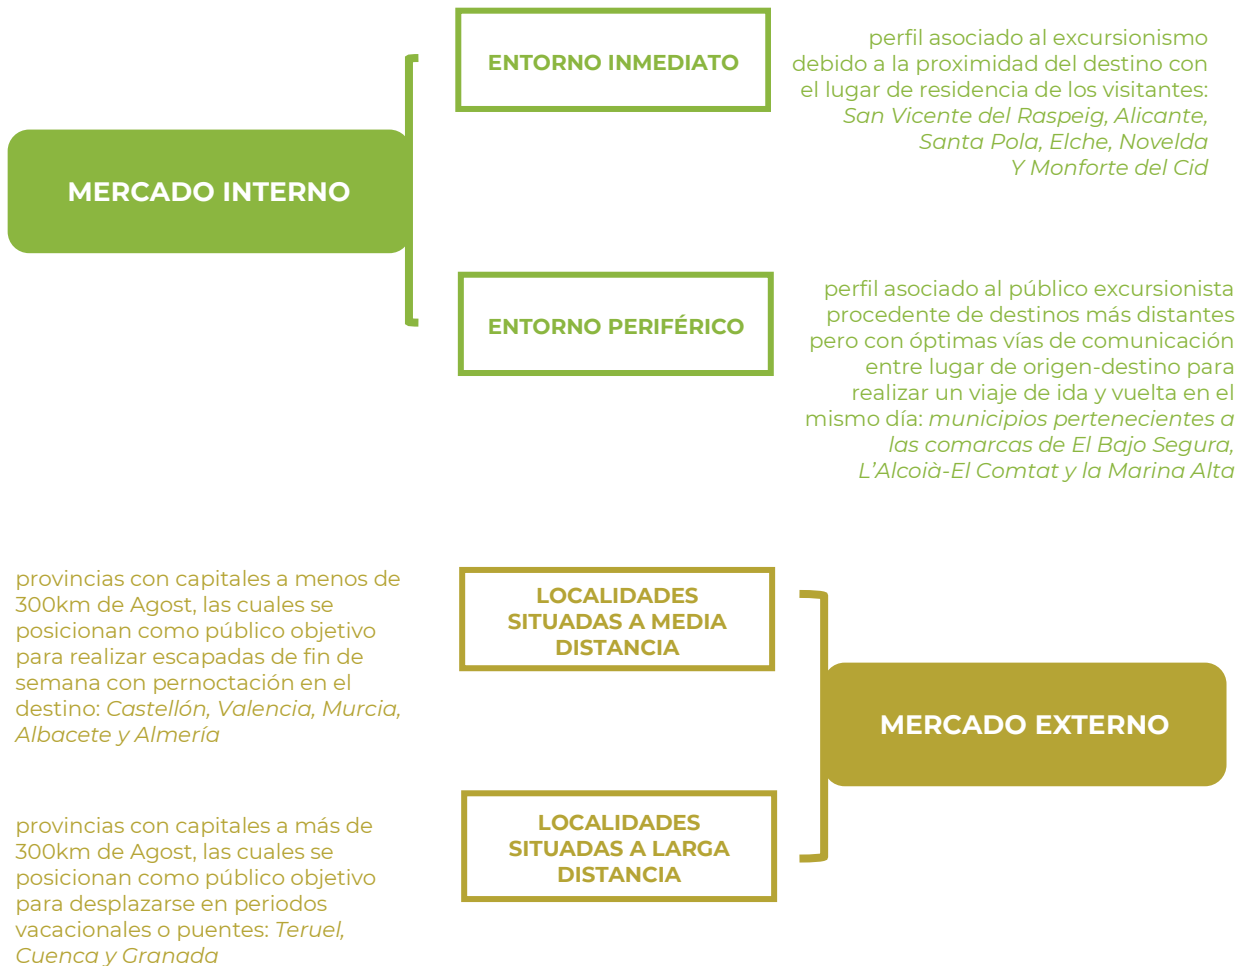 MERCADO INTERNO
ENTORNO INMEDIATO
perfil asociado al excursionismo
debido a la proximidad del destino con
el lugar de residencia de los visitantes:
San Vicente del Raspeig, Alicante,
Santa Pola, Elche, Novelda
Y Monforte del Cid
ENTORNO PERIFÉRICO
perfil asociado al público excursionista
procedente de destinos más distantes
pero con óptimas vías de comunicación
entre lugar de origen-destino para
realizar un viaje de ida y vuelta en el
mismo día: municipios pertenecientes a
las comarcas de El Bajo Segura,
L’Alcoià-El Comtat y la Marina Alta
MERCADO EXTERNO
LOCALIDADES
SITUADAS A MEDIA
DISTANCIA
provincias con capitales a menos de
300km de Agost, las cuales se
posicionan como público objetivo
para realizar escapadas de fin de
semana con pernoctación en el
destino: Castellón, Valencia, Murcia,
Albacete y Almería
LOCALIDADES
SITUADAS A LARGA
DISTANCIA
provincias con capitales a más de
300km de Agost, las cuales se
posicionan como público objetivo
para desplazarse en periodos
vacacionales o puentes: Teruel,
Cuenca y Granada